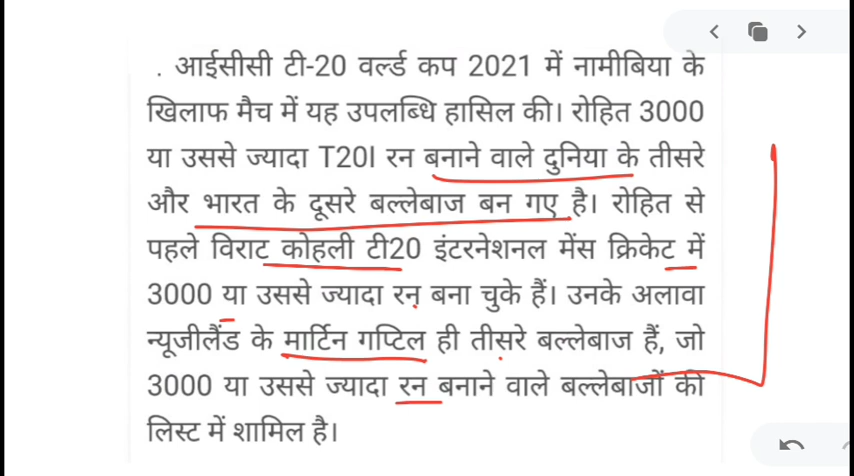 . आईसीसी टी-20 वर्ल्ड कप 2021 में नामीबिया के
खिलाफ मैच में यह उपलब्धि हासिल की। रोहित 3000
या उससे ज्यादा T20I रन बनाने वाले दुनिया के तीसरे
और भारत के दूसरे बल्लेबाज बन गए है। रोहित से
पहले विराट कोहली टी20 इंटरनेशनल मेंस क्रिकेट में
3000 या उससे ज्यादा रन बना चुके हैं। उनके अलावा
न्यूजीलैंड के मार्टिन गप्टिल ही तीसरे बल्लेबाज हैं, जो
3000 या उससे ज्यादा रन बनाने वाले बल्लेबाजों की
लिस्ट में शामिल है।